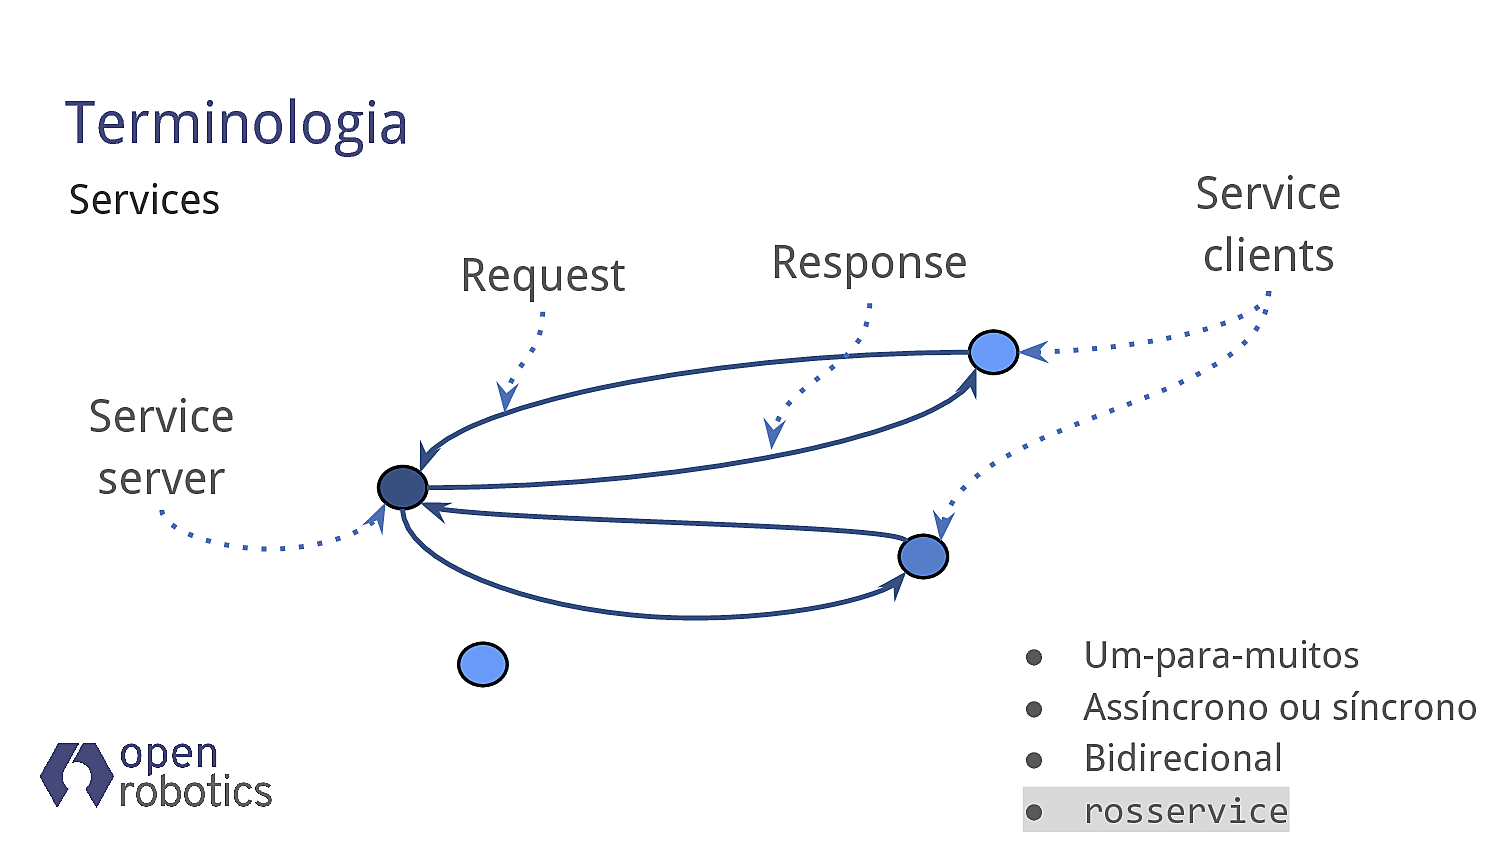 Terminologia
Services
Service
clients
Request
Response
Service
server
● Um-para-muitos
● Assíncrono ou síncrono
● Bidirecional
● rosservice
open
robotics